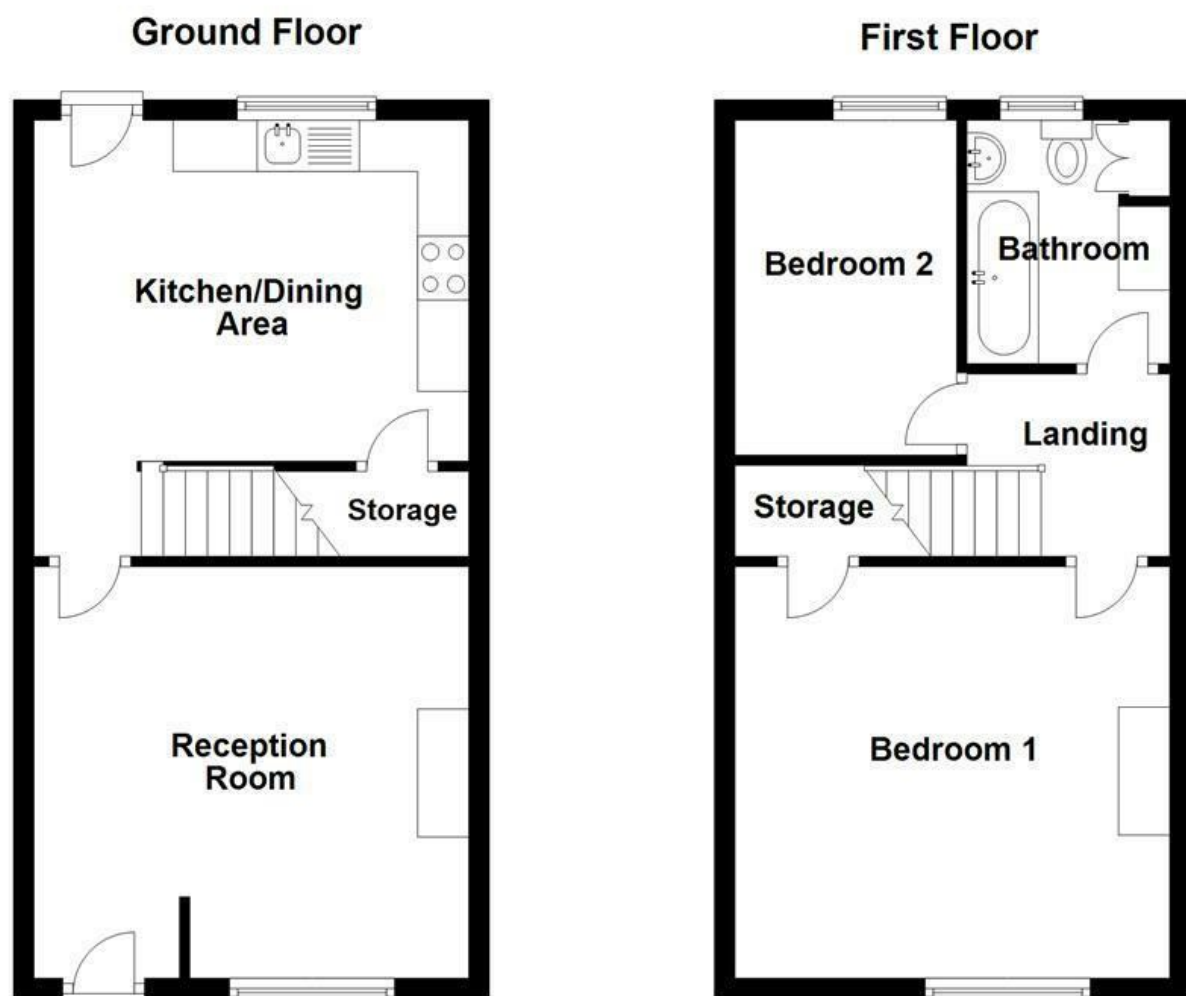 Ground Floor
First Floor
Kitchen/Dining
Area
Storage
Reception
Room
Bedroom 2
Bathroom
Landing
Storage
Bedroom 1